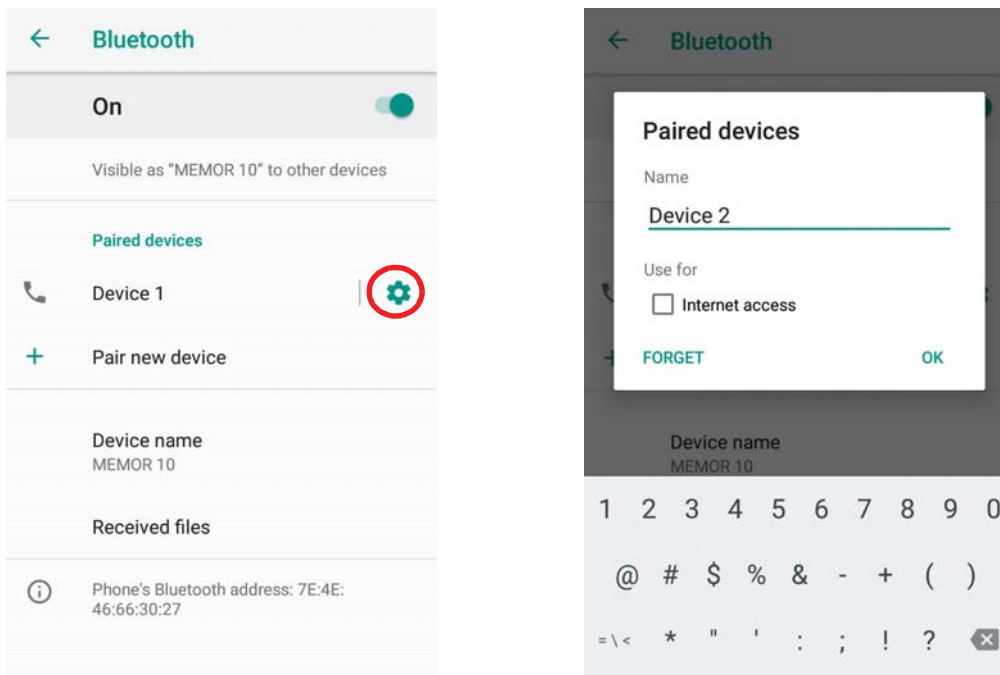 Bluetooth
On
Visible as “MEMOR 10” to other devices
Paired devices
Device 1
Pair new device
Device name
MEMOR 10
Received files
Phone's Bluetooth address: 7E:4E:
46:66:30:27
Bluetooth
Paired devices
Name
Device 2
Use for
Internet access
FORGET OK
Device name
MEMOR 10
1 2 3 4 5 6 7 8 9 0
@ # $ % & - + ( )
= \ < * " ' : ; ! ?